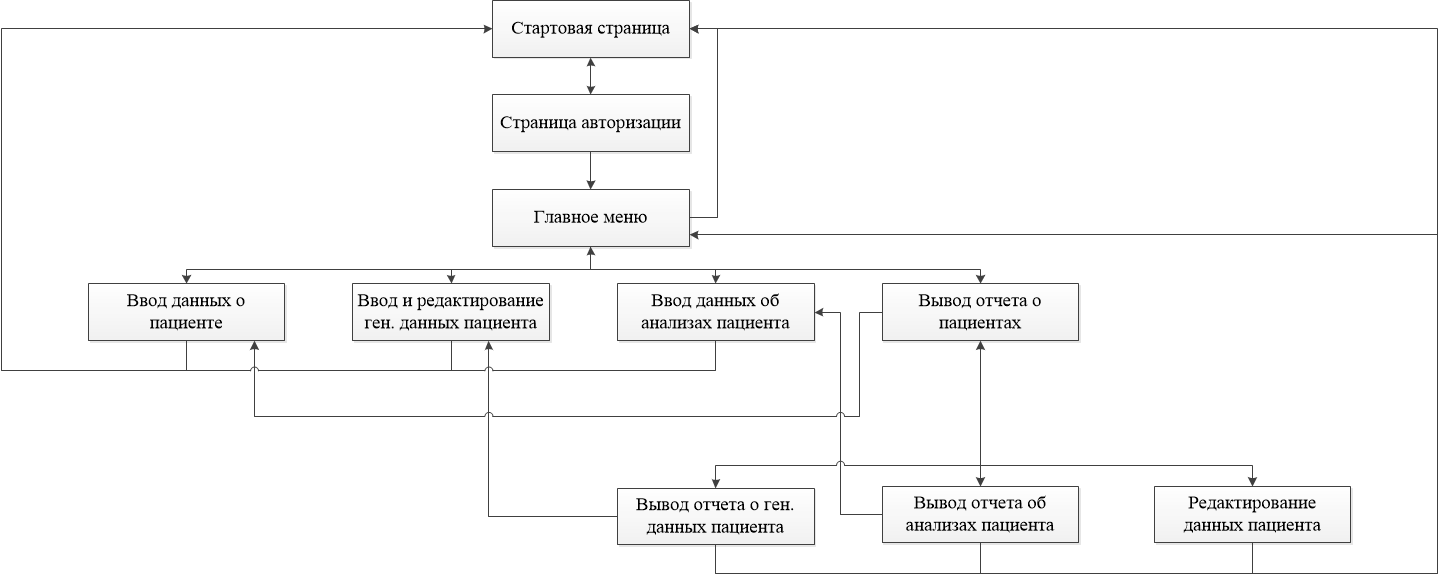 Стартовая страница
Страница авторизации
Главное меню
Ввод данных о
пациенте
Ввод и редактирование
ген. данных пациента
Ввод данных об
анализах пациента
Вывод отчета о
пациентах
Вывод отчета о ген.
данных пациента
Вывод отчета об
анализах пациента
Редактирование
данных пациента